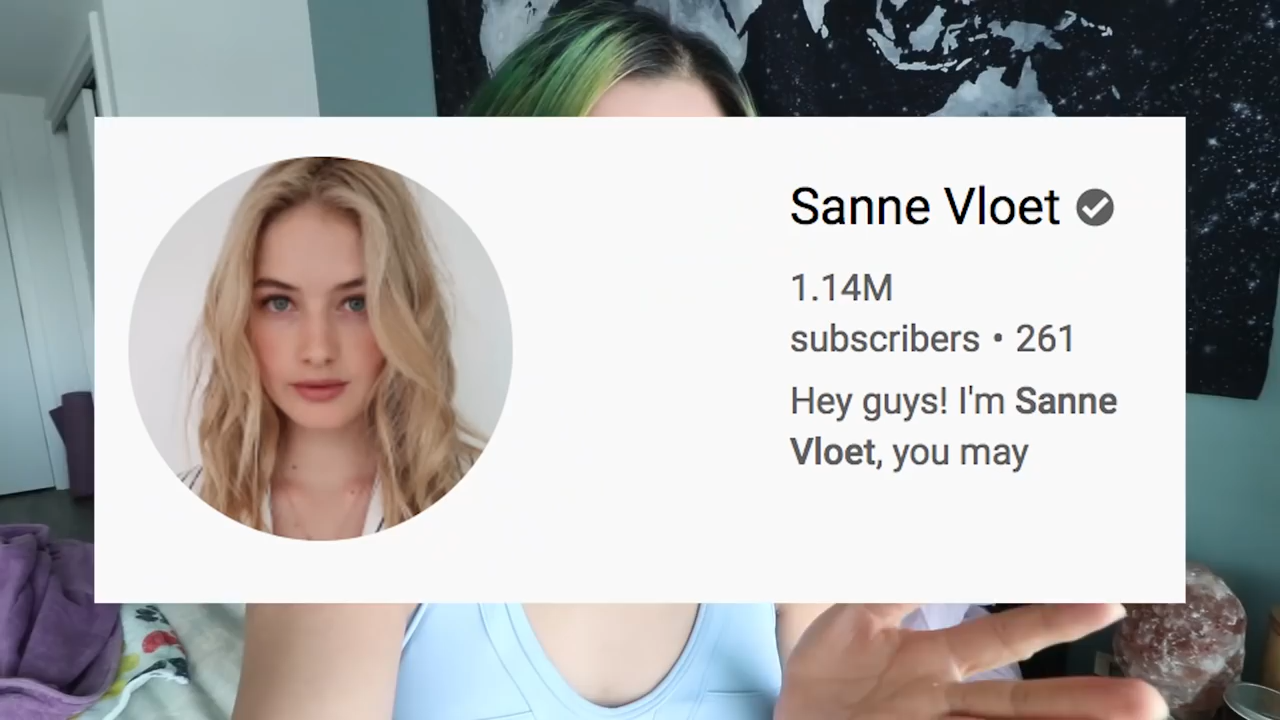 Sanne Vloet
1.14M
subscribers • 261
Hey guys! I'm Sanne
Vloet, you may